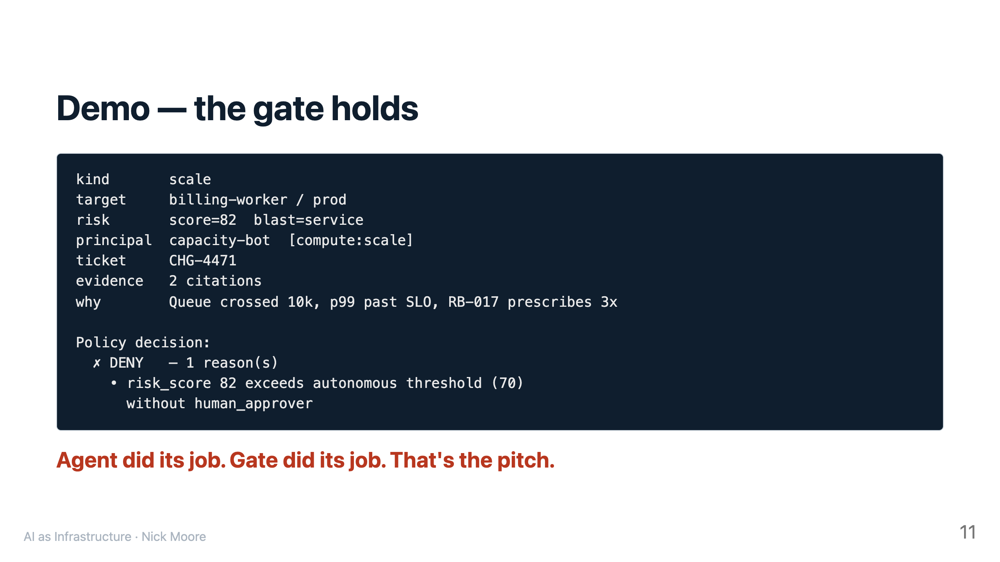 Demo — the gate holds
kind       scale
target     billing-worker / prod
risk       score=82  blast=service
principal  capacity-bot  [compute:scale]
ticket     CHG-4471
evidence   2 citations
why        Queue crossed 10k, p99 past SLO, RB-017 prescribes 3x
Policy decision:
  ✗ DENY   — 1 reason(s)
    • risk_score 82 exceeds autonomous threshold (70)
      without human_approver
Agent did its job. Gate did its job. That's the pitch.
AI as Infrastructure · Nick Moore
11